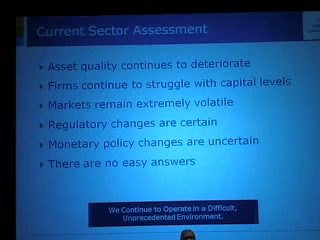 Current Sector Assessment
Asset quality continues to deteriorate
Firms continue to struggle with capital levels
Markets remain extremely volatile
Regulatory changes are certain
Monetary policy changes are uncertain
There are no easy answers
We Continue to Operate in a Difficult,
Unprecedented Environment.